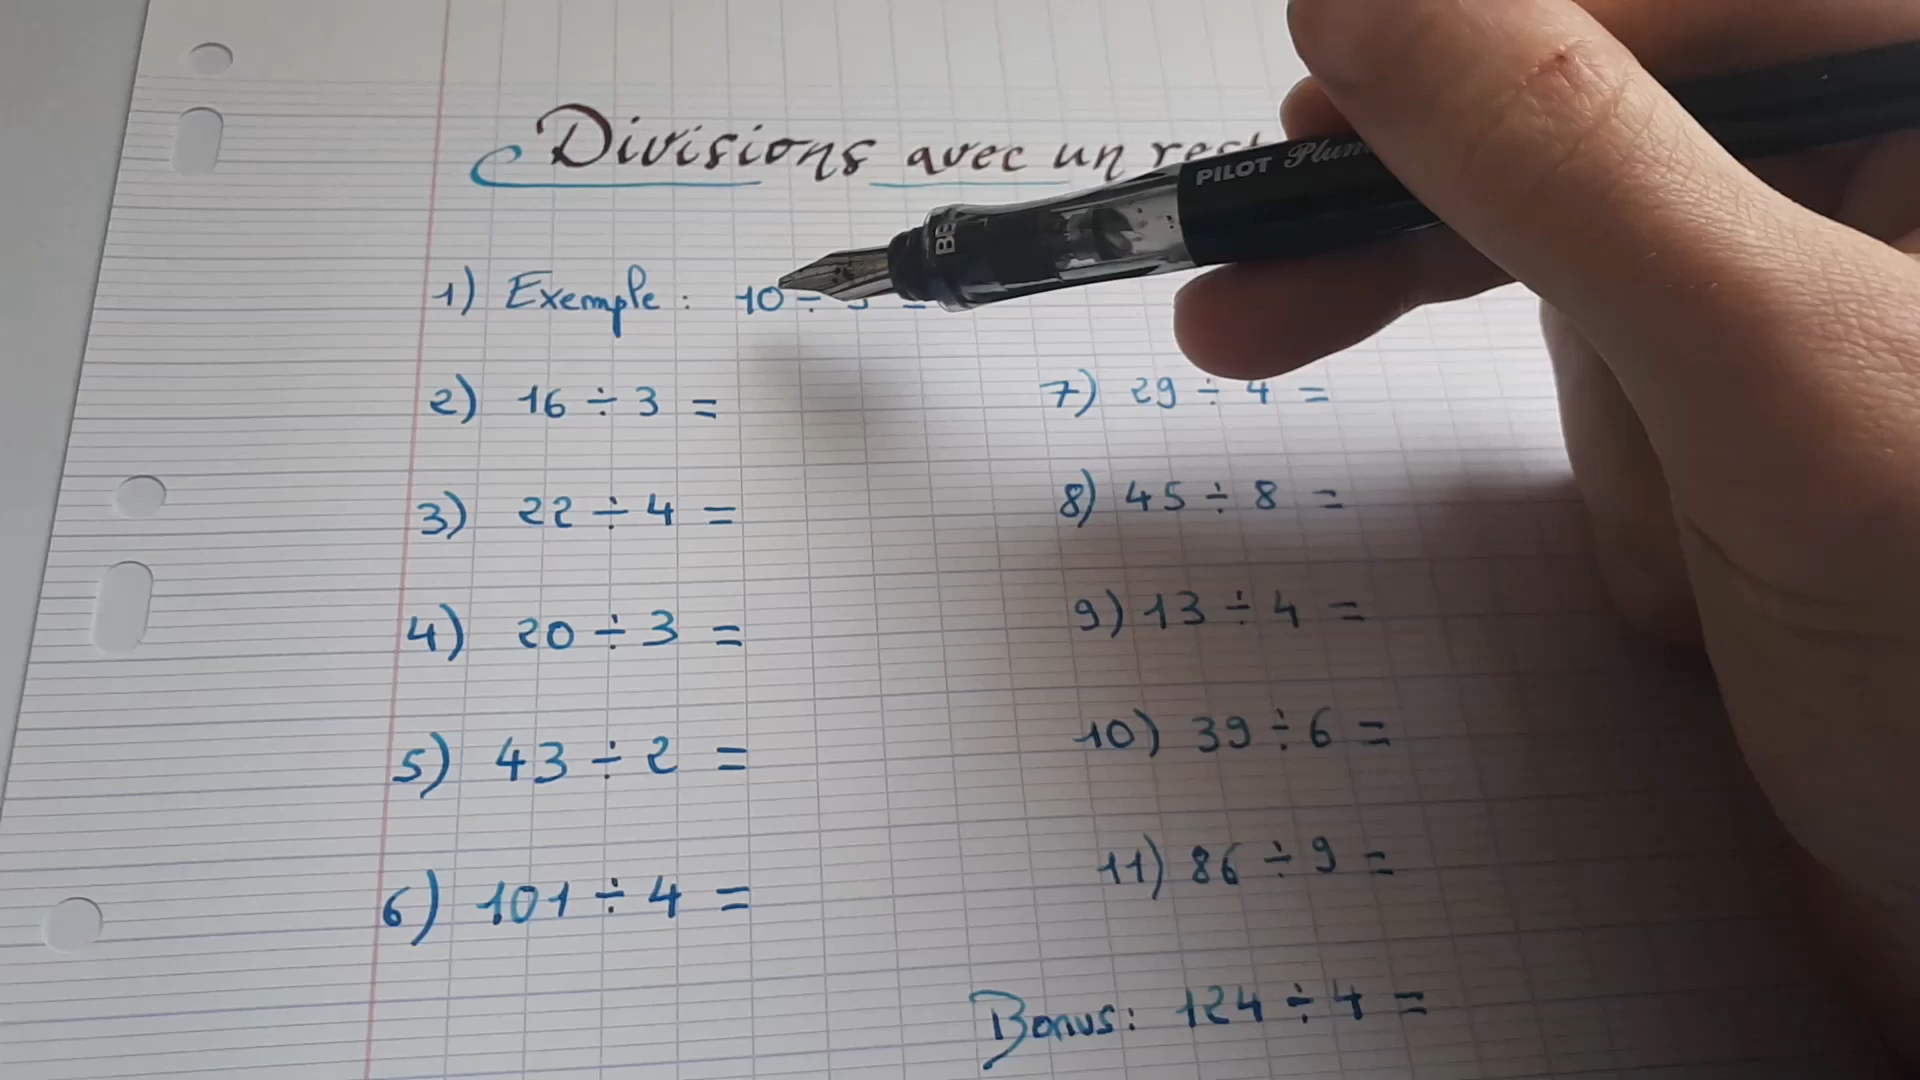 Divisions avec un
PILOT
1) Exemple : 10 ÷ =
2) 16 ÷ 3 =
3) 22 ÷ 4 =
4) 20 ÷ 3 =
5) 43 ÷ 2 =
6) 101 ÷ 4 =
7) 29 ÷ 4 =
8) 45 ÷ 8 =
9) 13 ÷ 4 =
10) 39 ÷ 6 =
11) 86 ÷ 9 =
Bonus: 124 ÷ 4 =